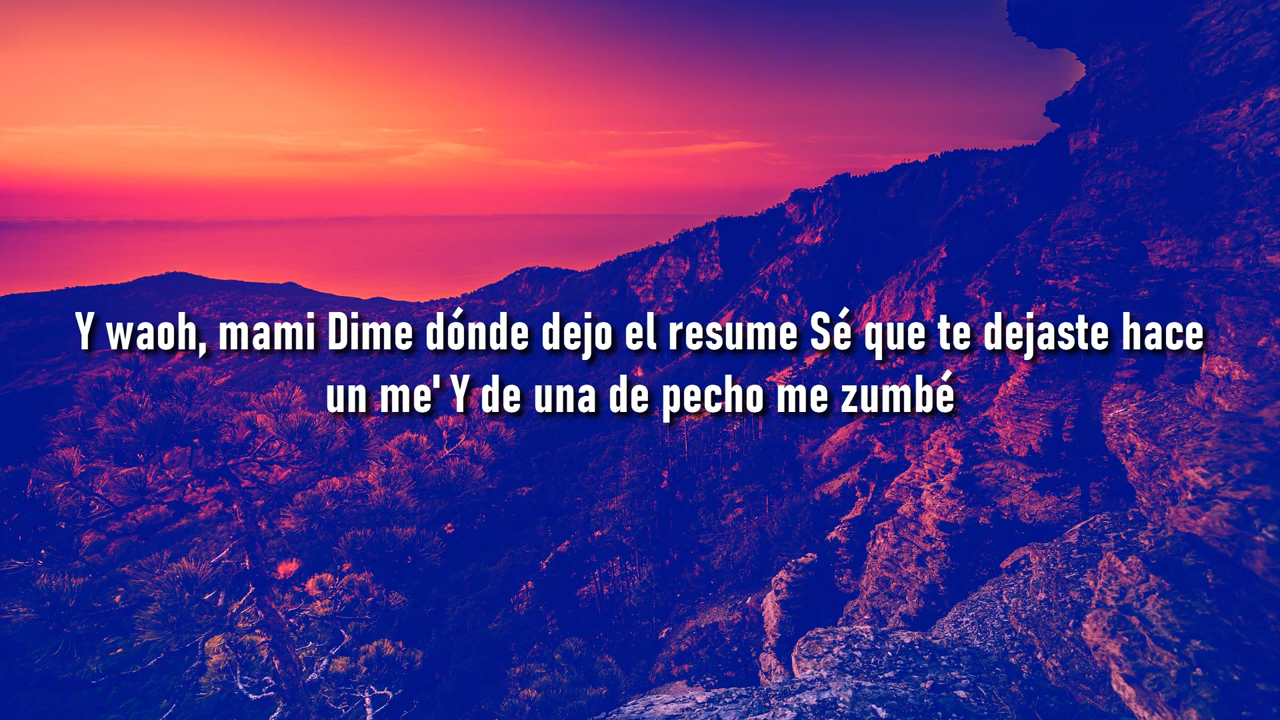 Y waoh, mami Dime dónde dejo el resume Sé que te dejaste hace
un me' Y de una de pecho me zumbé